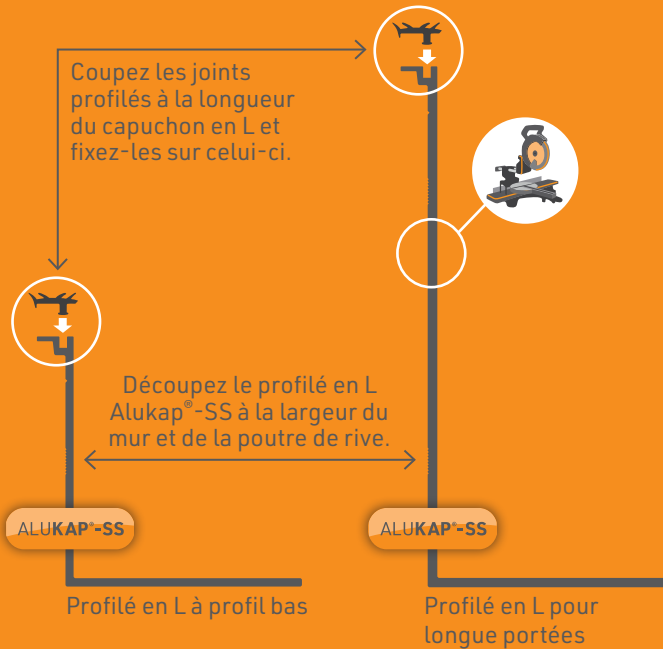 Coupez les joints
profilés à la longueur
du capuchon en L et
fixez-les sur celui-ci.
Découpez le profilé en L
Alukap®-SS à la largeur du
mur et de la poutre de rive.
ALUKAP®-SS
ALUKAP®-SS
Profilé en L à profil bas
Profilé en L pour
longue portées